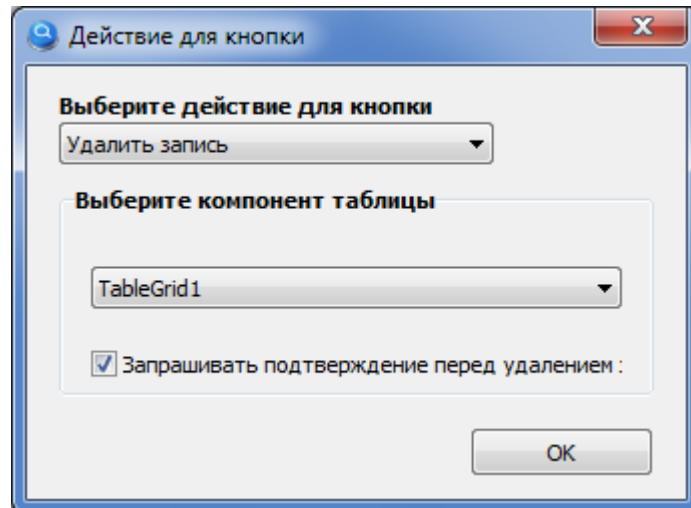 Действие для кнопки
Выберите действие для кнопки
Удалить запись
Выберите компонент таблицы
TableGrid1
Запрашивать подтверждение перед удалением
OK